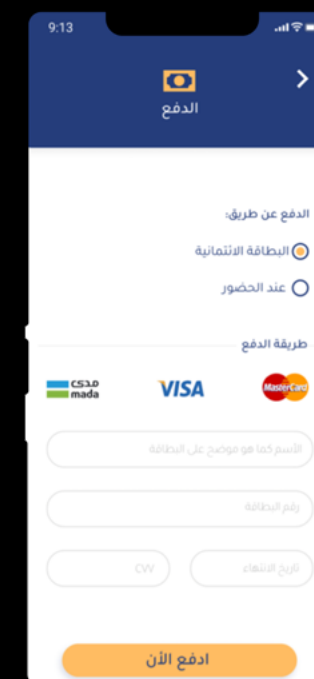 9:13
الدفع
الدفع عن طريق:
البطاقة الائتمانية
عند الحضور
طريقة الدفع
MasterCard VISA مدى mada
الأسم كما هو موضح على البطاقة
رقم البطاقة
تاريخ الانتهاء CVV
ادفع الأن